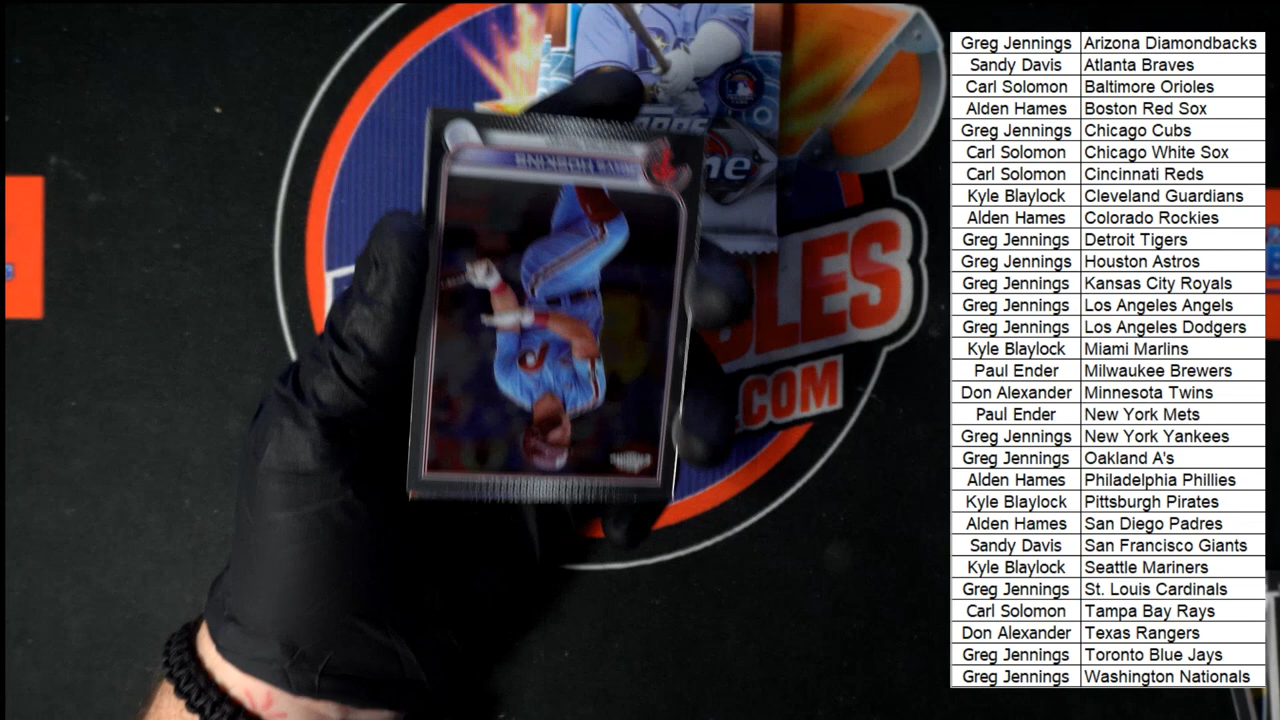 RHYS HOSKINS
P
topps
me
BLES
.COM
Greg Jennings Arizona Diamondbacks
Sandy Davis Atlanta Braves
Carl Solomon Baltimore Orioles
Alden Hames Boston Red Sox
Greg Jennings Chicago Cubs
Carl Solomon Chicago White Sox
Carl Solomon Cincinnati Reds
Kyle Blaylock Cleveland Guardians
Alden Hames Colorado Rockies
Greg Jennings Detroit Tigers
Greg Jennings Houston Astros
Greg Jennings Kansas City Royals
Greg Jennings Los Angeles Angels
Greg Jennings Los Angeles Dodgers
Kyle Blaylock Miami Marlins
Paul Ender Milwaukee Brewers
Don Alexander Minnesota Twins
Paul Ender New York Mets
Greg Jennings New York Yankees
Greg Jennings Oakland A's
Alden Hames Philadelphia Phillies
Kyle Blaylock Pittsburgh Pirates
Alden Hames San Diego Padres
Sandy Davis San Francisco Giants
Kyle Blaylock Seattle Mariners
Greg Jennings St. Louis Cardinals
Carl Solomon Tampa Bay Rays
Don Alexander Texas Rangers
Greg Jennings Toronto Blue Jays
Greg Jennings Washington Nationals